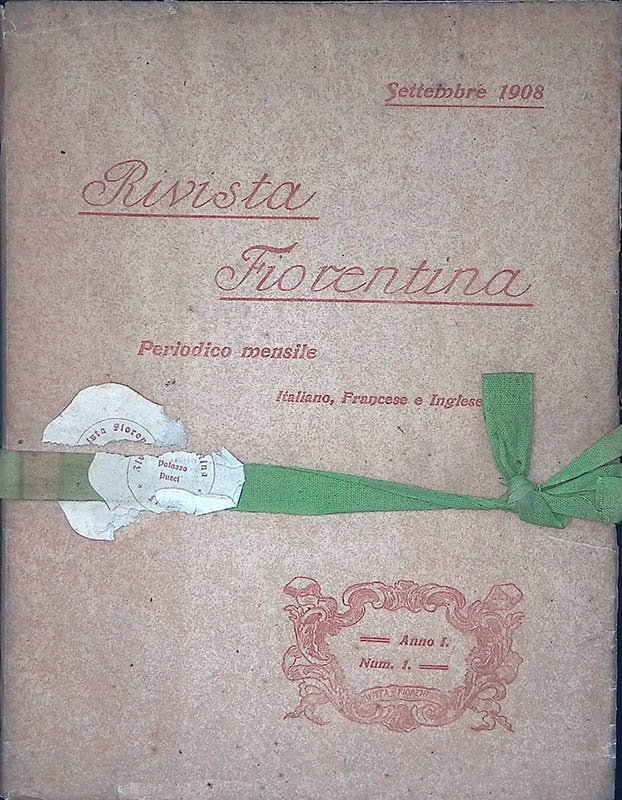 Settembre 1908
Rivista
Fiorentina
Periodico mensile
Italiano, Francese e Inglese
Palazzo
Pucci
Anno I.
Num. 1.